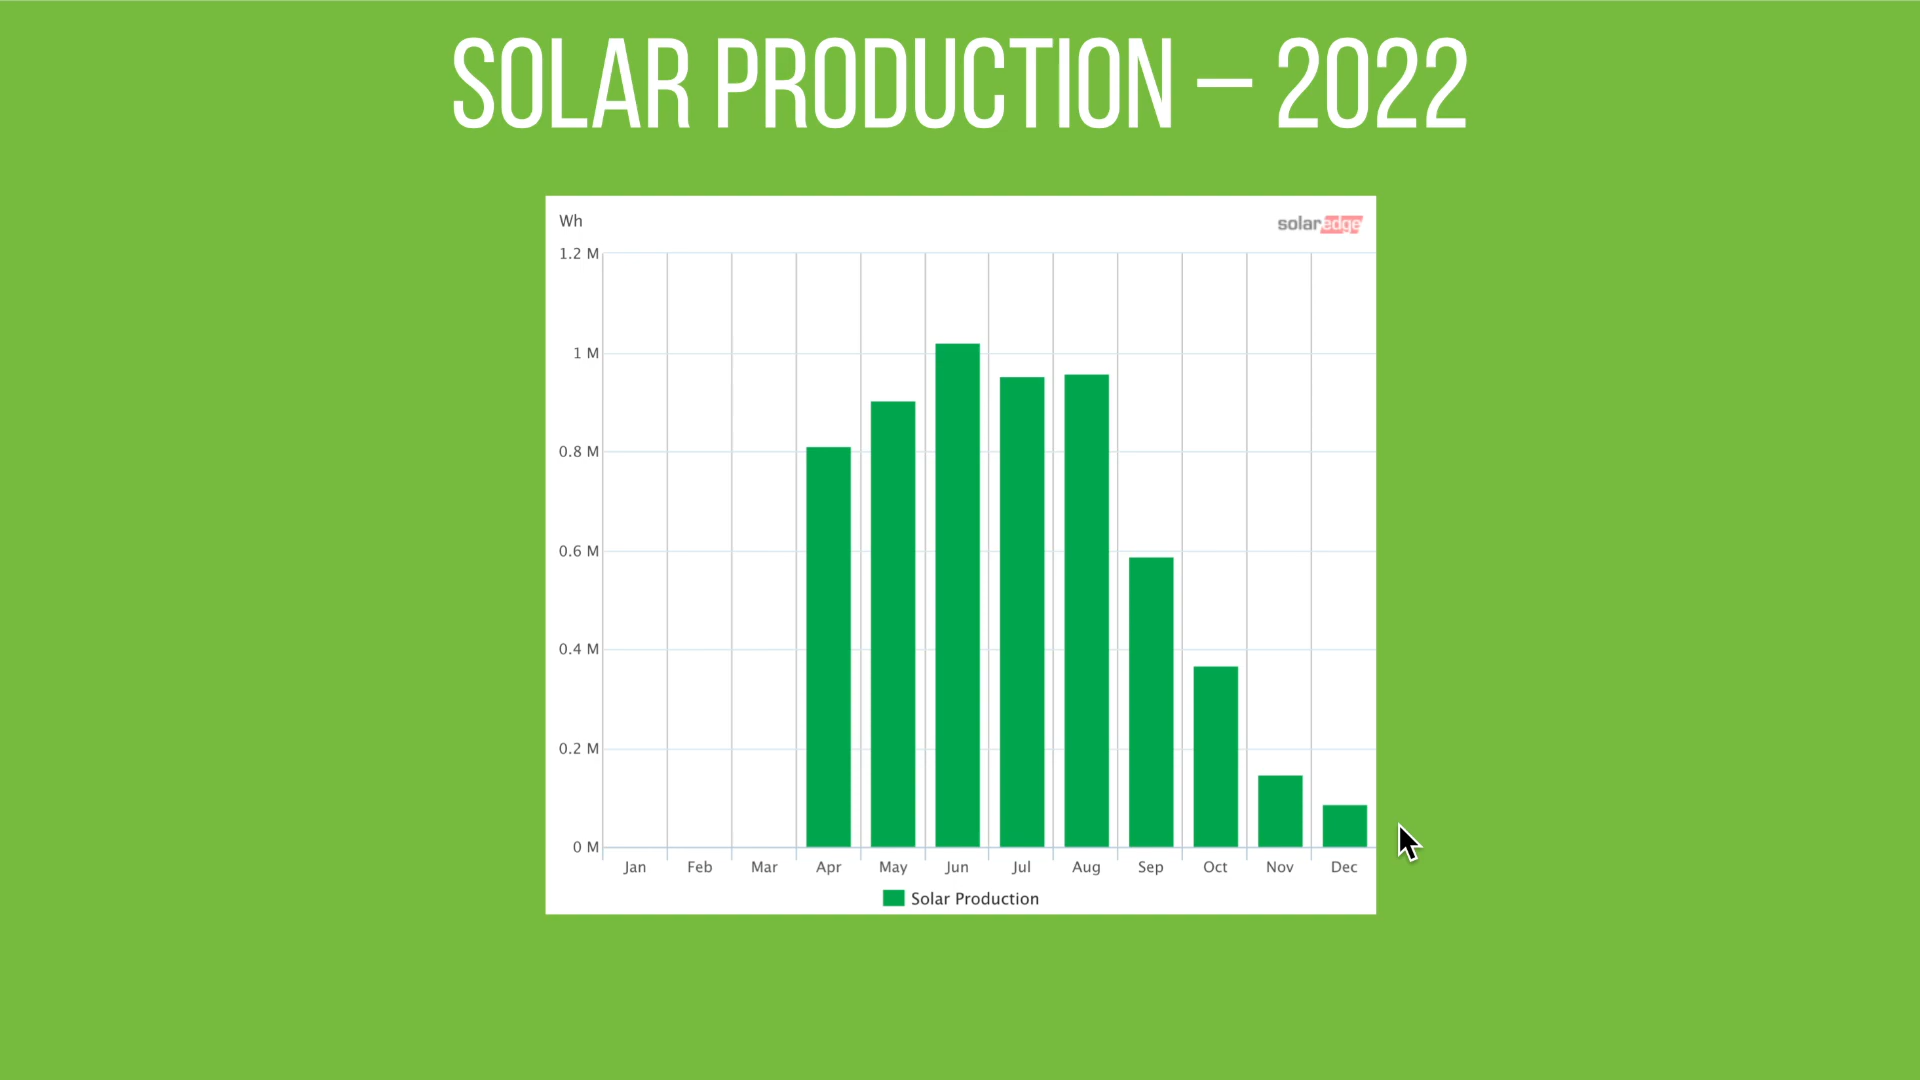 SOLAR PRODUCTION – 2022
Wh
solaredge
1.2 M
1 M
0.8 M
0.6 M
0.4 M
0.2 M
0 M
Jan Feb Mar Apr May Jun Jul Aug Sep Oct Nov Dec
Solar Production